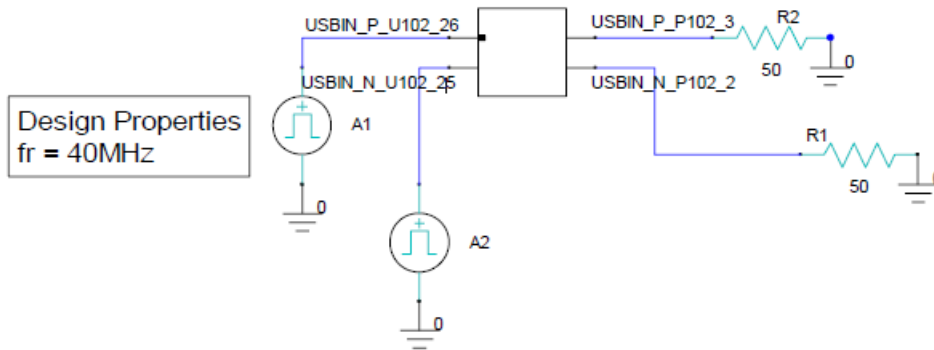 USBIN_P_U102_26
USBIN_P_P102_3
R2
0
50
USBIN_N_U102_25
USBIN_N_P102_2
Design Properties
fr = 40MHz
A1
R1
50
0
A2
0